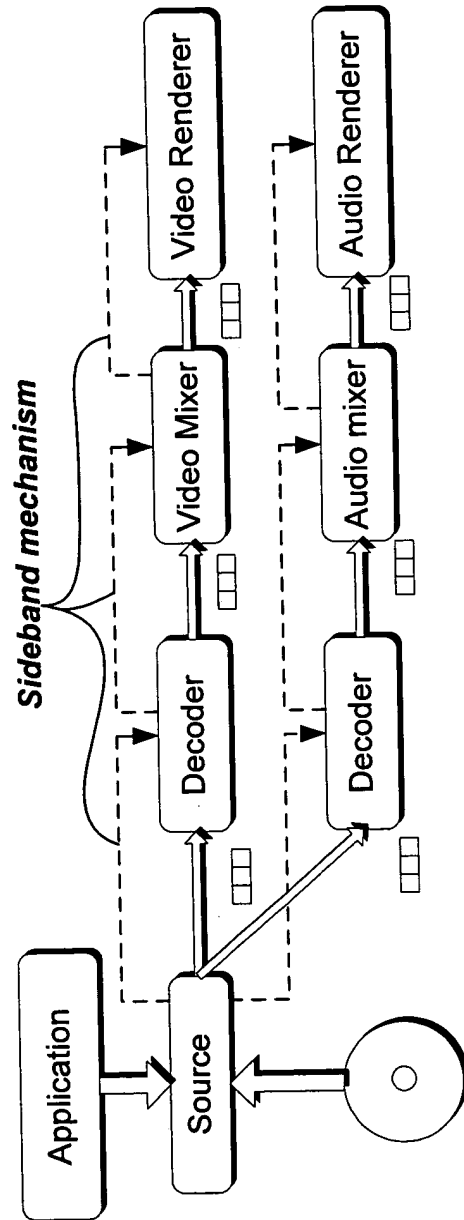 Sideband mechanism
Application
Source
Decoder
Video Mixer
Video Renderer
Decoder
Audio mixer
Audio Renderer